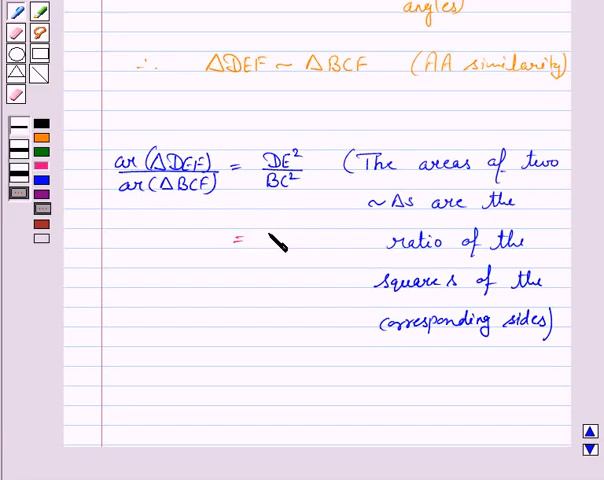 angles)
∴ ΔDEF ~ ΔBCF (AA similarity)
ar(ΔDEF)/ar(ΔBCF) = DE²/BC² (The areas of two
~Δs are the
= ratio of the
squares of the
corresponding sides)